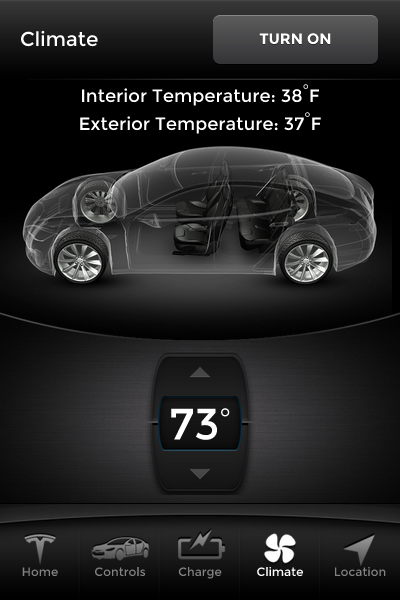 Climate
TURN ON
Interior Temperature: 38°F
Exterior Temperature: 37°F
73°
Home
Controls
Charge
Climate
Location